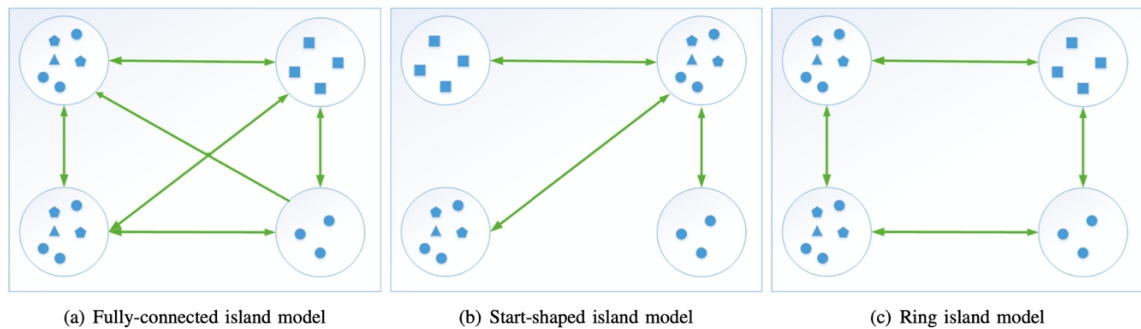 (a) Fully-connected island model
(b) Start-shaped island model
(c) Ring island model